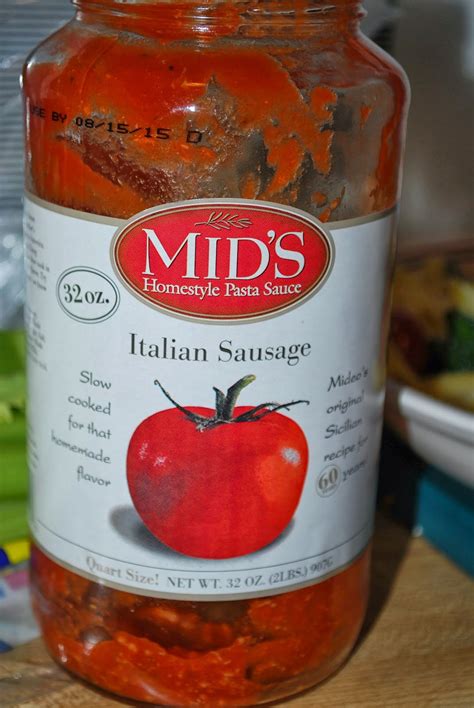 USE BY 08/15/15 D
MID'S
Homestyle Pasta Sauce
32 oz.
Italian Sausage
Slow
cooked
for that
homemade
flavor
Mideo's
original
Sicilian
recipe for
60 years!
Quart Size! NET WT. 32 OZ. (2LBS.) 907G